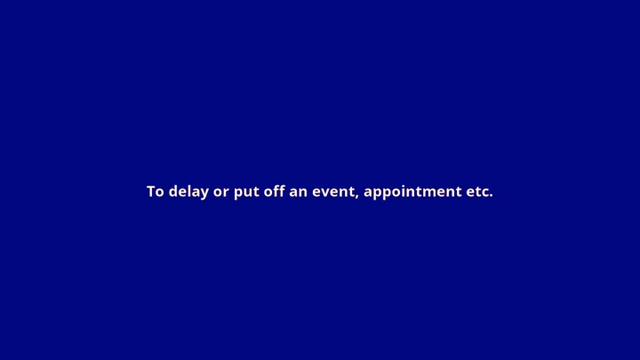 To delay or put off an event, appointment etc.